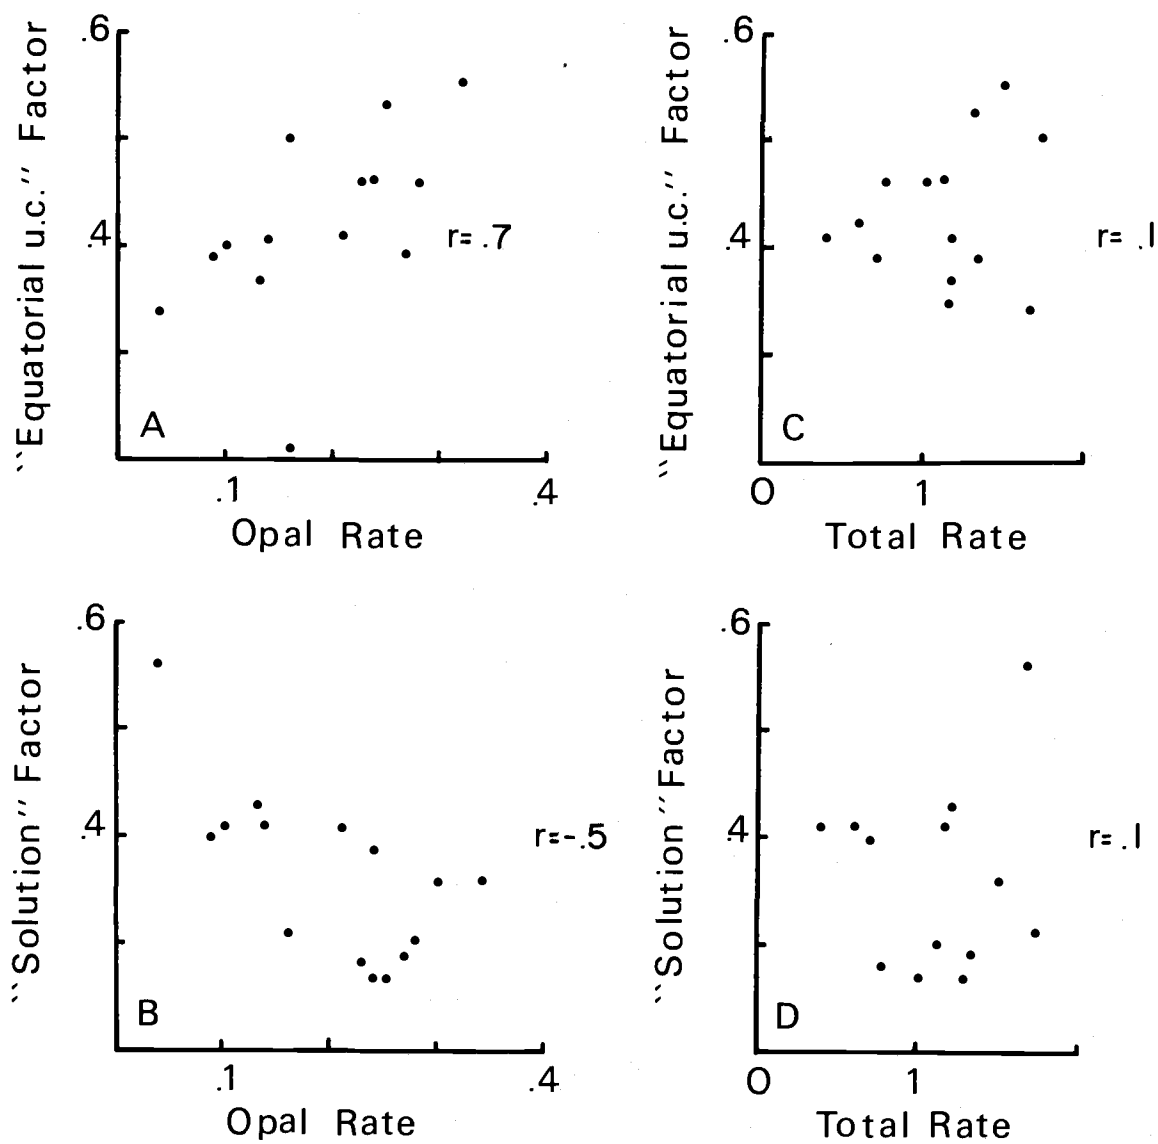 .6
.4
``Equatorial u.c.´´ Factor
r= .7
A
.1
.4
Opal Rate
.6
.4
``Equatorial u.c.´´ Factor
r= .1
C
0
1
Total Rate
.6
.4
``Solution´´ Factor
r=-.5
B
.1
.4
Opal Rate
.6
.4
``Solution´´ Factor
r= .1
D
0
1
Total Rate